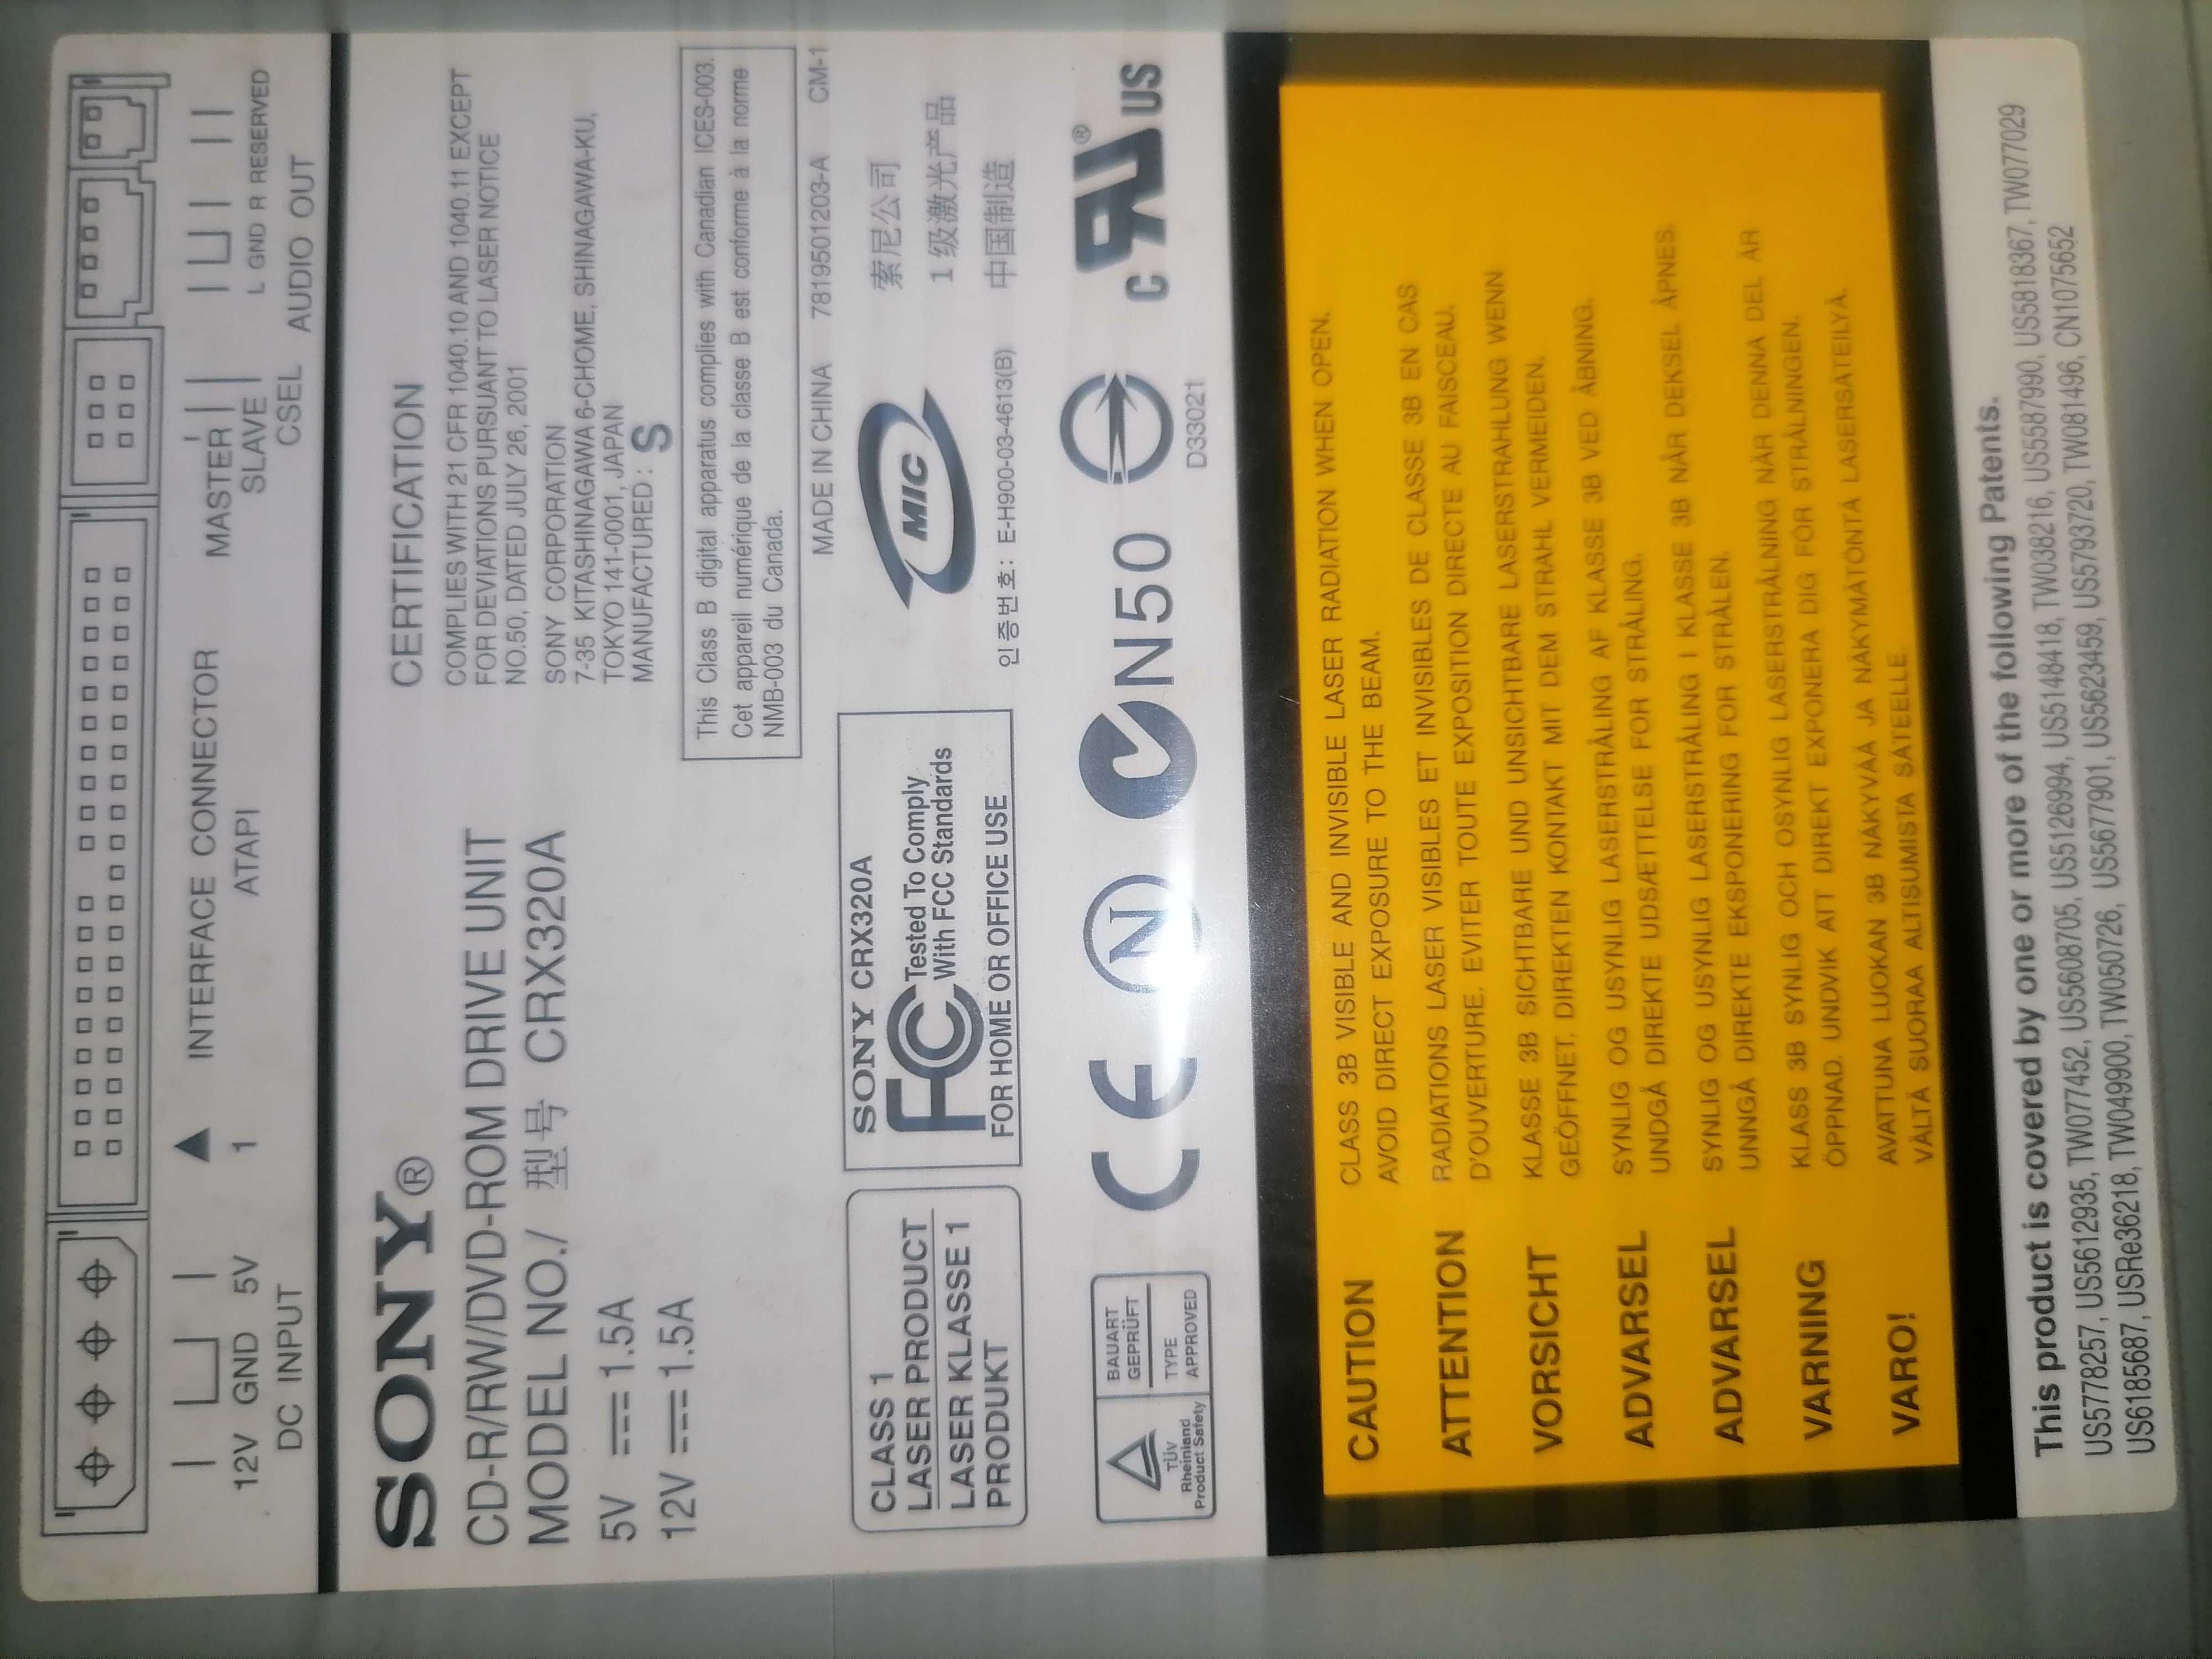 12V GND 5V
DC INPUT
INTERFACE CONNECTOR
1 ATAPI
MASTER
SLAVE
CSEL
L GND R RESERVED
AUDIO OUT
SONY®
CD-R/RW/DVD-ROM DRIVE UNIT
MODEL NO./ 型号 CRX320A
5V 1.5A
12V 1.5A
CERTIFICATION
COMPLIES WITH 21 CFR 1040.10 AND 1040.11 EXCEPT
FOR DEVIATIONS PURSUANT TO LASER NOTICE
NO.50, DATED JULY 26, 2001
SONY CORPORATION
7-35 KITASHINAGAWA 6-CHOME, SHINAGAWA-KU,
TOKYO 141-0001, JAPAN
MANUFACTURED : S
This Class B digital apparatus complies with Canadian ICES-003.
Cet appareil numérique de la classe B est conforme à la norme
NMB-003 du Canada.
MADE IN CHINA 7819501203-A CM-1
CLASS 1
LASER PRODUCT
LASER KLASSE 1
PRODUKT
SONY CRX320A
FC Tested To Comply
With FCC Standards
FOR HOME OR OFFICE USE
MIC
인증번호: E-H900-03-4613(B)
索尼公司
1 级激光产品
中国制造
TÜV
Rheinland
Product Safety
BAUART
GEPRÜFT
TYPE
APPROVED
CE N N50
D33021
C RU® US
CAUTION CLASS 3B VISIBLE AND INVISIBLE LASER RADIATION WHEN OPEN.
AVOID DIRECT EXPOSURE TO THE BEAM.
ATTENTION RADIATIONS LASER VISIBLES ET INVISIBLES DE CLASSE 3B EN CAS
D'OUVERTURE. EVITER TOUTE EXPOSITION DIRECTE AU FAISCEAU.
VORSICHT KLASSE 3B SICHTBARE UND UNSICHTBARE LASERSTRAHLUNG WENN
GEÖFFNET. DIREKTEN KONTAKT MIT DEM STRAHL VERMEIDEN.
ADVARSEL SYNLIG OG USYNLIG LASERSTRÅLING AF KLASSE 3B VED ÅBNING.
UNDGÅ DIREKTE UDSÆTTELSE FOR STRÅLING.
ADVARSEL SYNLIG OG USYNLIG LASERSTRÅLING I KLASSE 3B NÅR DEKSEL ÅPNES.
UNNGÅ DIREKTE EKSPONERING FOR STRÅLEN.
VARNING KLASS 3B SYNLIG OCH OSYNLIG LASERSTRÅLNING NÄR DENNA DEL ÄR
ÖPPNAD. UNDVIK ATT DIREKT EXPONERA DIG FÖR STRÅLNINGEN.
VARO! AVATTUNA LUOKAN 3B NÄKYVÄÄ JA NÄKYMÄTÖNTÄ LASERSÄTEILYÄ.
VÄLTÄ SUORAA ALTISUMISTA SÄTEELLE.
This product is covered by one or more of the following Patents.
US5778257, US5612935, TW077452, US5608705, US5126994, US5148418, TW038216, US5587990, US5818367, TW077029
US6185687, USRe36218, TW049900, TW050726, US5677901, US5623459, US5793720, TW081496, CN1075652